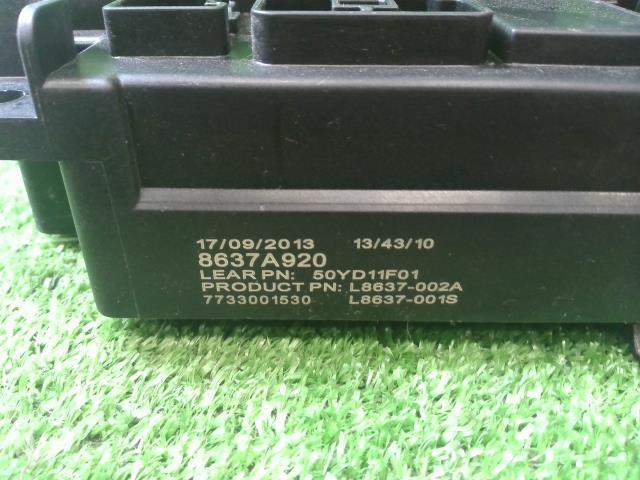 17/09/2013 13/43/10
8637A920
LEAR PN: 50YD11F01
PRODUCT PN: L8637-002A
7733001530 L8637-001S